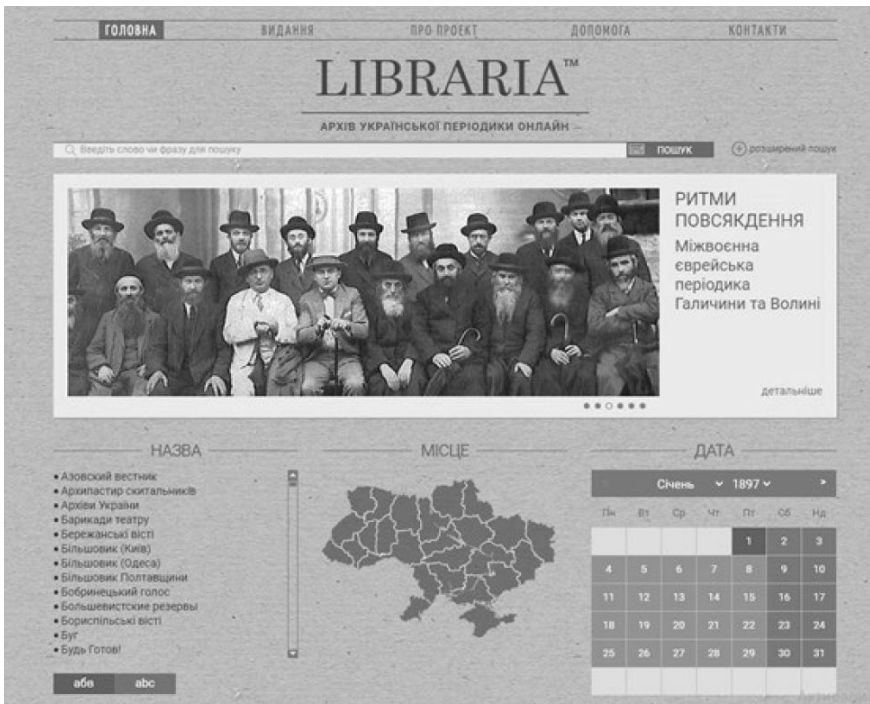 ГОЛОВНА ВИДАННЯ ПРО ПРОЕКТ ДОПОМОГА КОНТАКТИ
LIBRARIA™
АРХІВ УКРАЇНСЬКОЇ ПЕРІОДИКИ ОНЛАЙН
Введіть слово чи фразу для пошуку ПОШУК розширений пошук
РИТМИ
ПОВСЯКДЕННЯ
Міжвоєнна
єврейська
періодика
Галичини та Волині
детальніше
НАЗВА
Азовский вестник
Архипастир скитальників
Архіви України
Барикади театру
Бережанські вісті
Більшовик (Київ)
Більшовик (Одеса)
Більшовик Полтавщини
Бобринецький голос
Большевистские резервы
Бориспільські вісті
Буг
Будь Готов!
абв abc
МІСЦЕ
ДАТА
Січень 1897 >
Пн Вт Ср Чт Пт Сб Нд
1 2 3
4 5 6 7 8 9 10
11 12 13 14 15 16 17
18 19 20 21 22 23 24
25 26 27 28 29 30 31